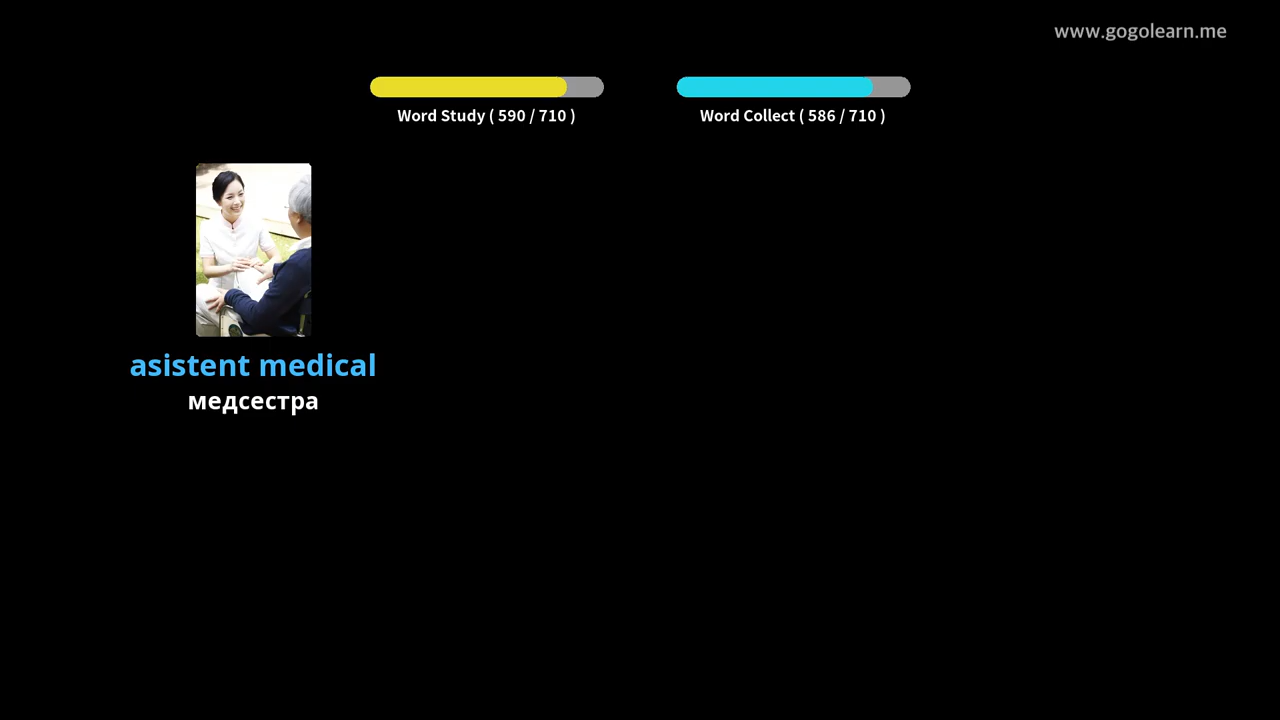 www.gogolearn.me
Word Study ( 590 / 710 )
Word Collect ( 586 / 710 )
asistent medical
медсестра